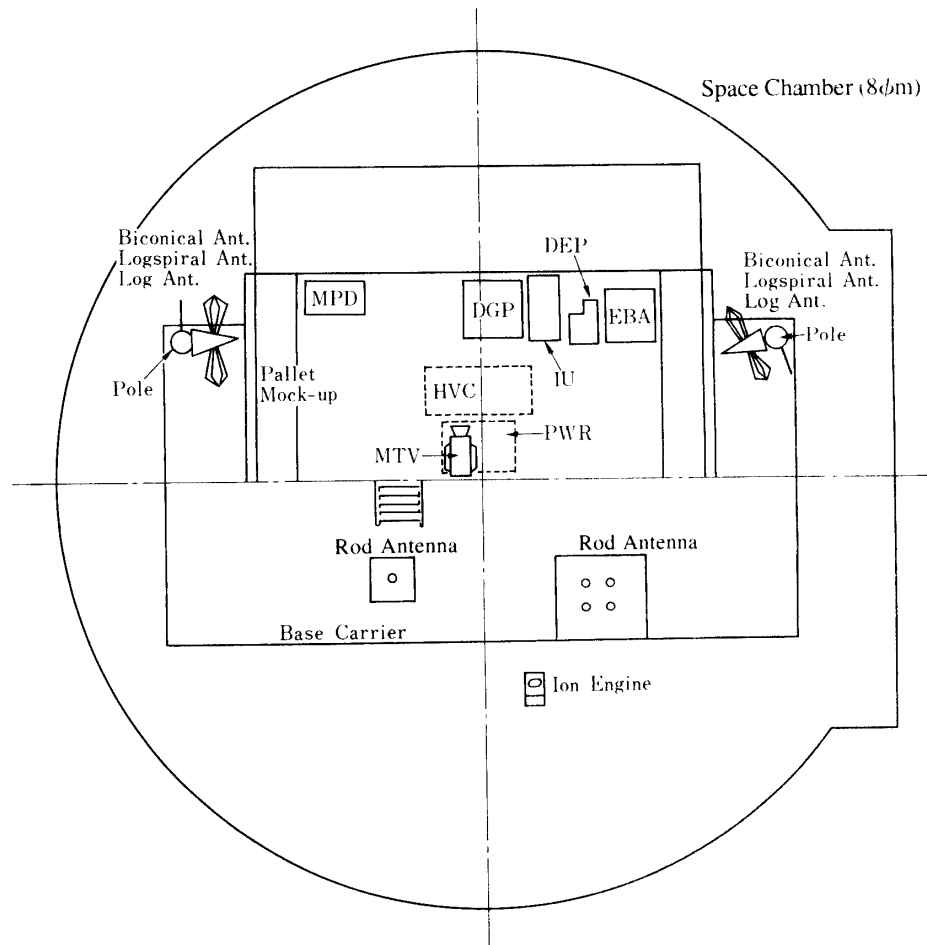 Space Chamber (8ϕm)
Biconical Ant.
Logspiral Ant.
Log Ant.
DEP
Biconical Ant.
Logspiral Ant.
Log Ant.
MPD
DGP
EBA
Pole
Pole
Pallet
Mock-up
IU
HVC
PWR
MTV
Rod Antenna
Rod Antenna
Base Carrier
Ion Engine